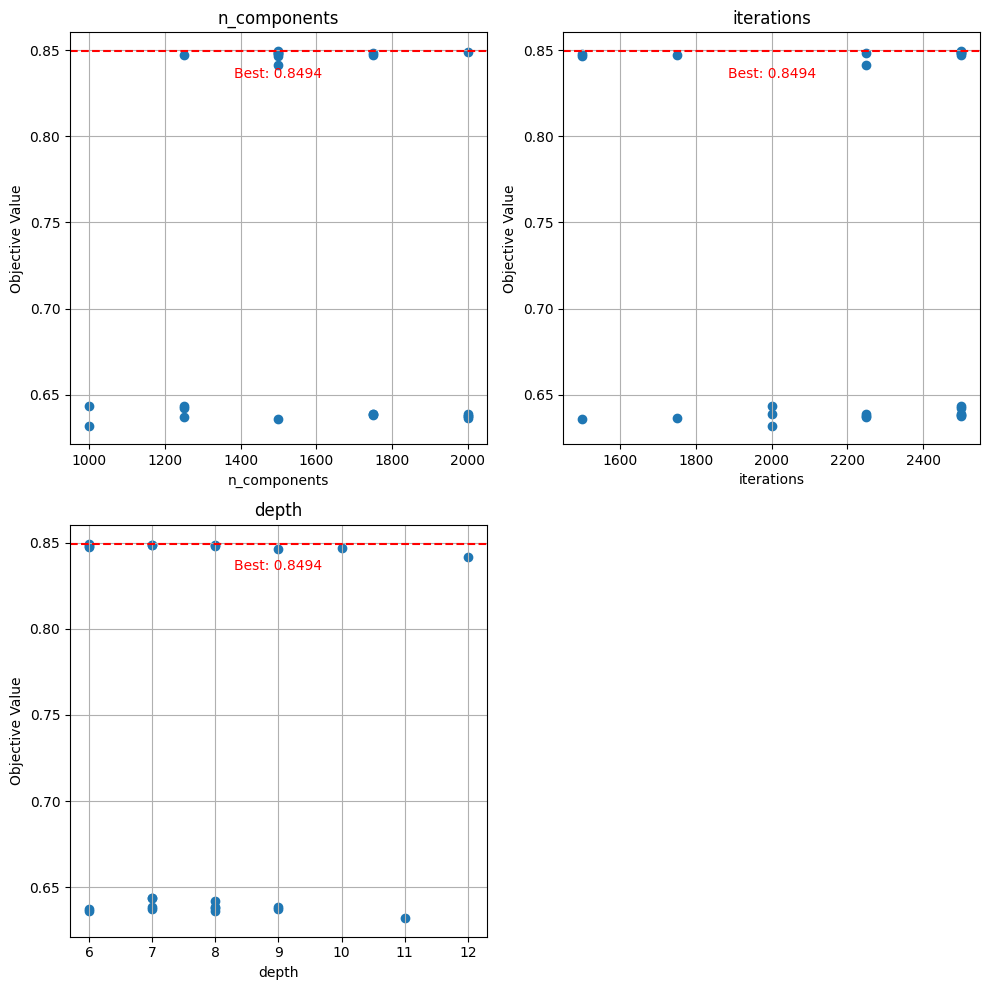 n_components
Objective Value
0.85
0.80
0.75
0.70
0.65
Best: 0.8494
1000 1200 1400 1600 1800 2000
n_components
iterations
Objective Value
0.85
0.80
0.75
0.70
0.65
Best: 0.8494
1600 1800 2000 2200 2400
iterations
depth
Objective Value
0.85
0.80
0.75
0.70
0.65
Best: 0.8494
6 7 8 9 10 11 12
depth